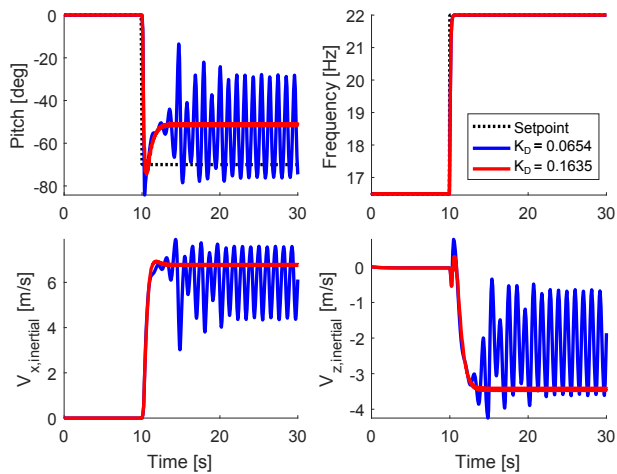 0
-20
-40
-60
-80
Pitch [deg]
0 10 20 30
22
21
20
19
18
17
Frequency [Hz]
0 10 20 30
Setpoint
K_D = 0.0654
K_D = 0.1635
6
4
2
0
V_x,inertial [m/s]
0 10 20 30
Time [s]
0
-1
-2
-3
-4
V_z,inertial [m/s]
0 10 20 30
Time [s]